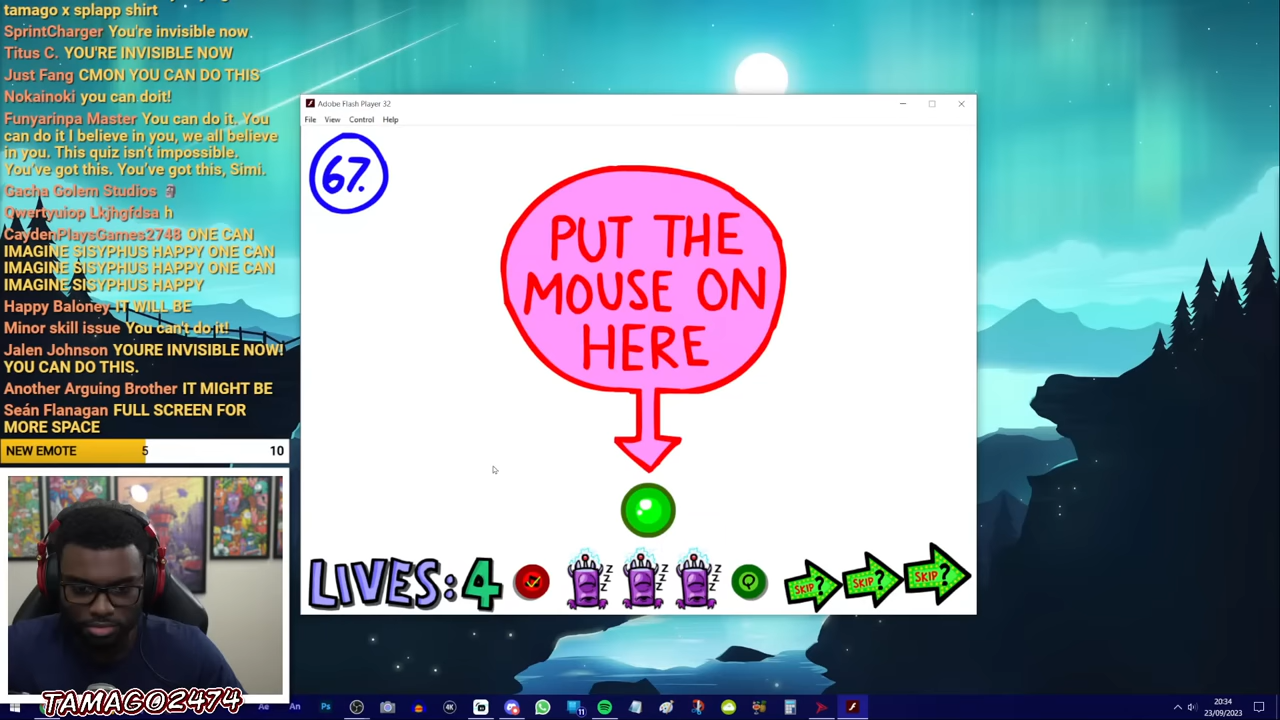 tamago x splapp shirt
SprintCharger You're invisible now
Titus C. YOU'RE INVISIBLE NOW
Just Fang CMON YOU CAN DO THIS
Nokainoki you can doit!
Funyarinpa Master You can do it. You
can do it I believe in you, we all believe
in you. This quiz isn't impossible.
You've got this. You've got this, Simi.
Gacha Golem Studios
Qwertyuiop Lkjhgfdsa h
CaydenPlaysGames2748 ONE CAN
IMAGINE SISYPHUS HAPPY ONE CAN
IMAGINE SISYPHUS HAPPY ONE CAN
IMAGINE SISYPHUS HAPPY
Happy Baloney IT WILL BE
Minor skill issue You can't do it!
Jalen Johnson YOURE INVISIBLE NOW!
YOU CAN DO THIS.
Another Arguing Brother IT MIGHT BE
Seán Flanagan FULL SCREEN FOR
MORE SPACE
NEW EMOTE 5 10
TAMAGO2474
Adobe Flash Player 32
File View Control Help
67.
PUT THE
MOUSE ON
HERE
LIVES: 4
z z z
z z z
z z z
SKIP? SKIP? SKIP?
Ae An Ps 4K 11
20:34
23/09/2023